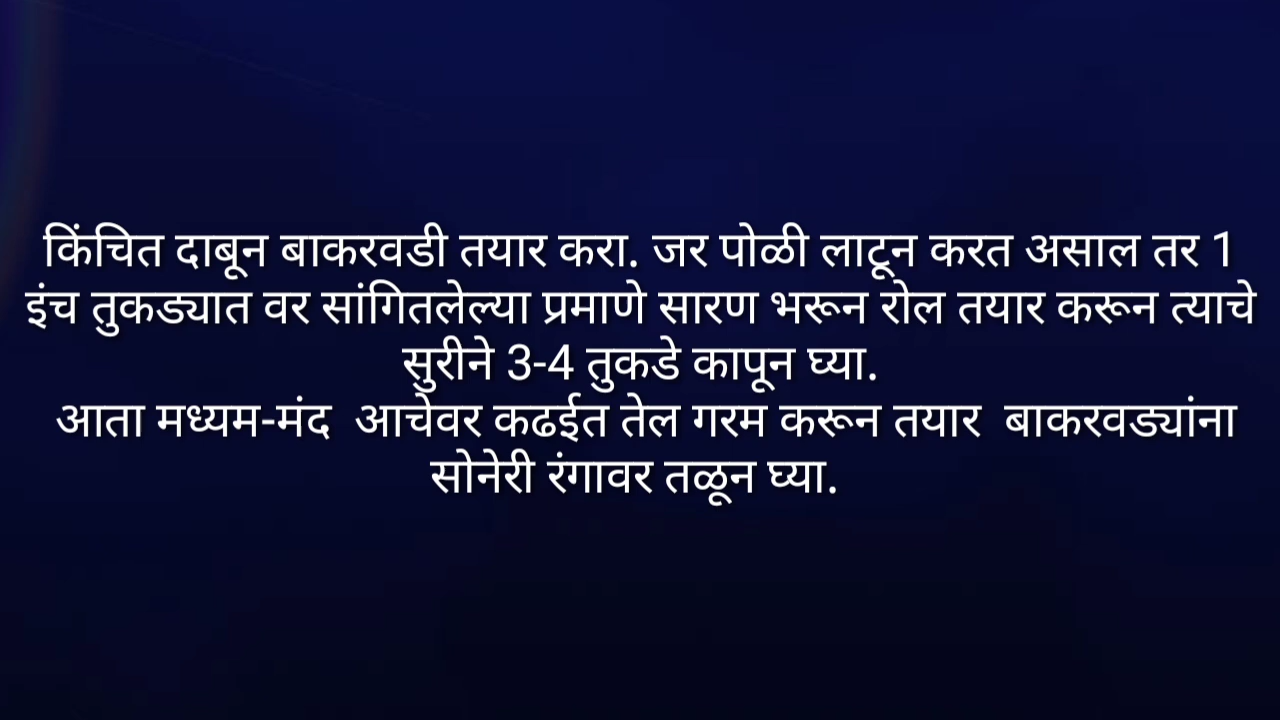 किंचित दाबून बाकरवडी तयार करा. जर पोळी लाटून करत असाल तर 1
इंच तुकड्यात वर सांगितलेल्या प्रमाणे सारण भरून रोल तयार करून त्याचे
सुरीने 3-4 तुकडे कापून घ्या.
आता मध्यम-मंद आचेवर कढईत तेल गरम करून तयार बाकरवड्यांना
सोनेरी रंगावर तळून घ्या.